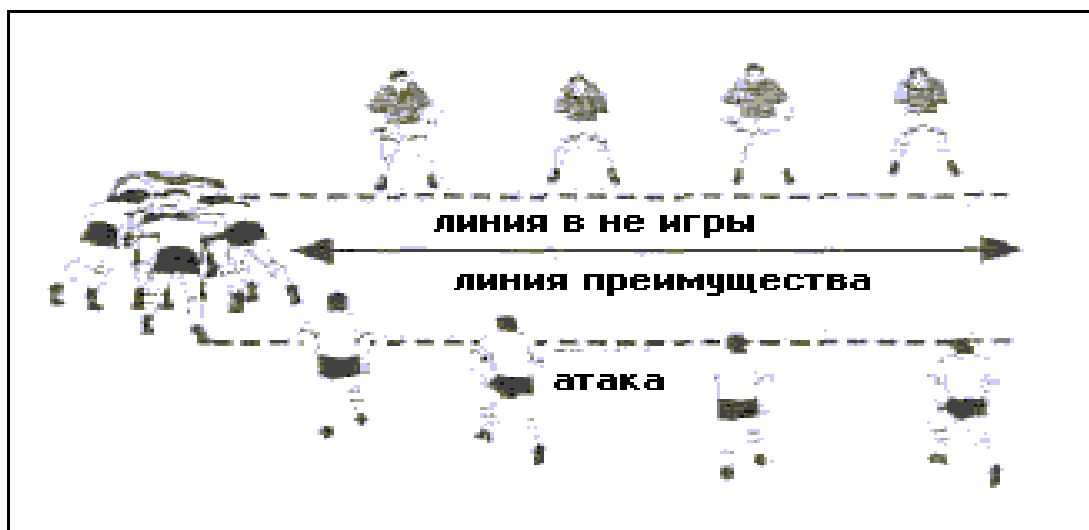 линия в не игры
линия преимущества
атака